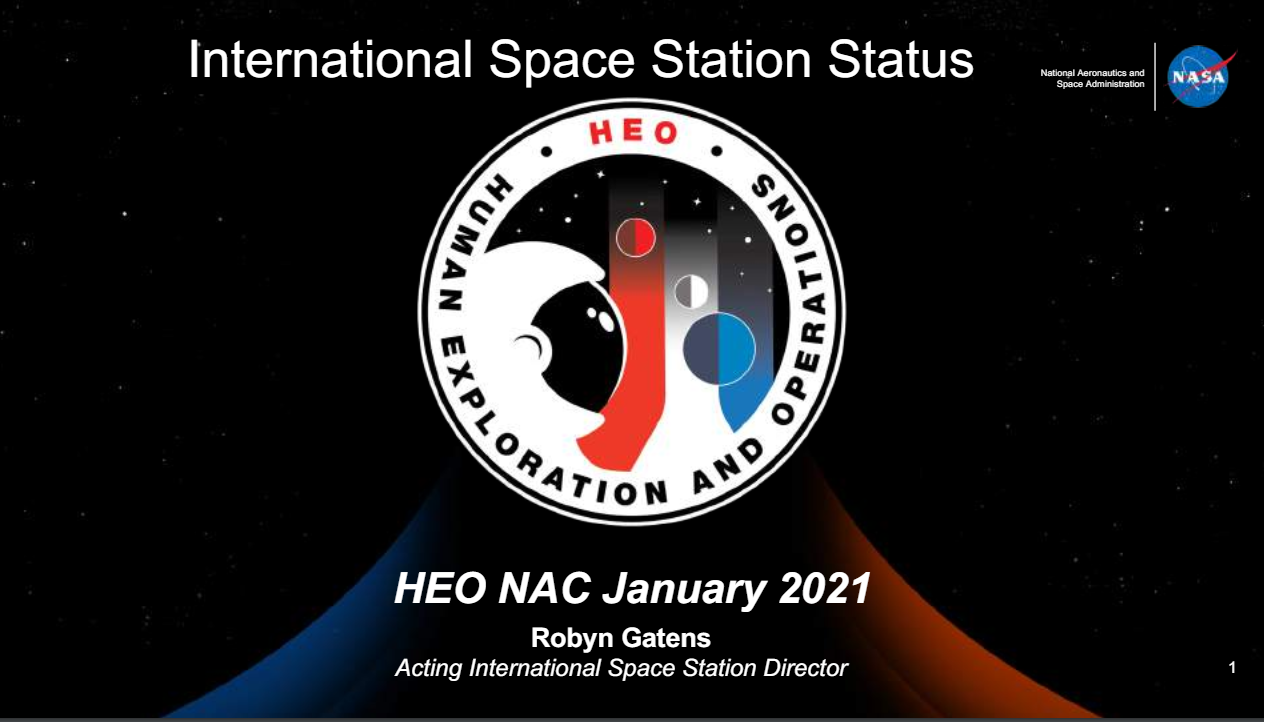 International Space Station Status
National Aeronautics and
Space Administration
NASA
HEO
HUMAN EXPLORATION AND OPERATIONS
HEO NAC January 2021
Robyn Gatens
Acting International Space Station Director
1